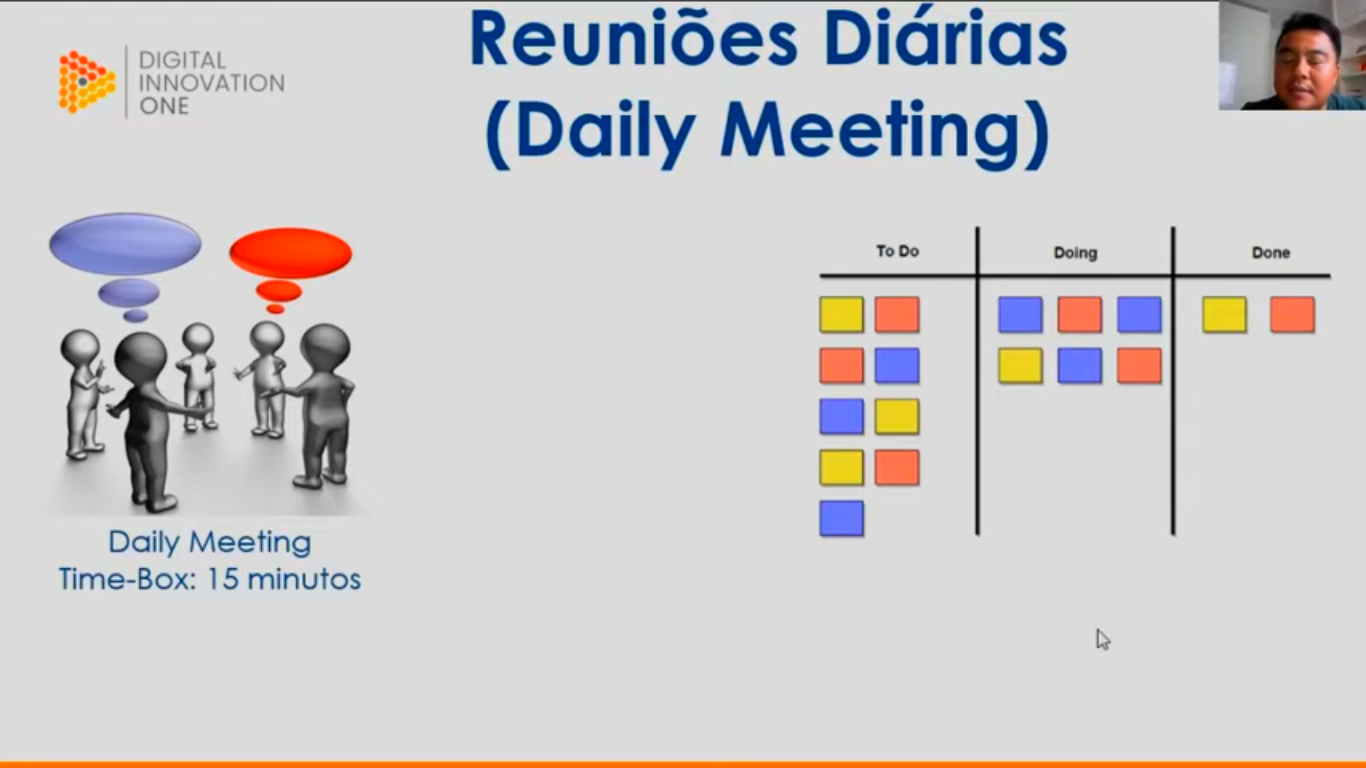 DIGITAL
INNOVATION
ONE
Reuniões Diárias
(Daily Meeting)
To Do
Doing
Done
Daily Meeting
Time-Box: 15 minutos